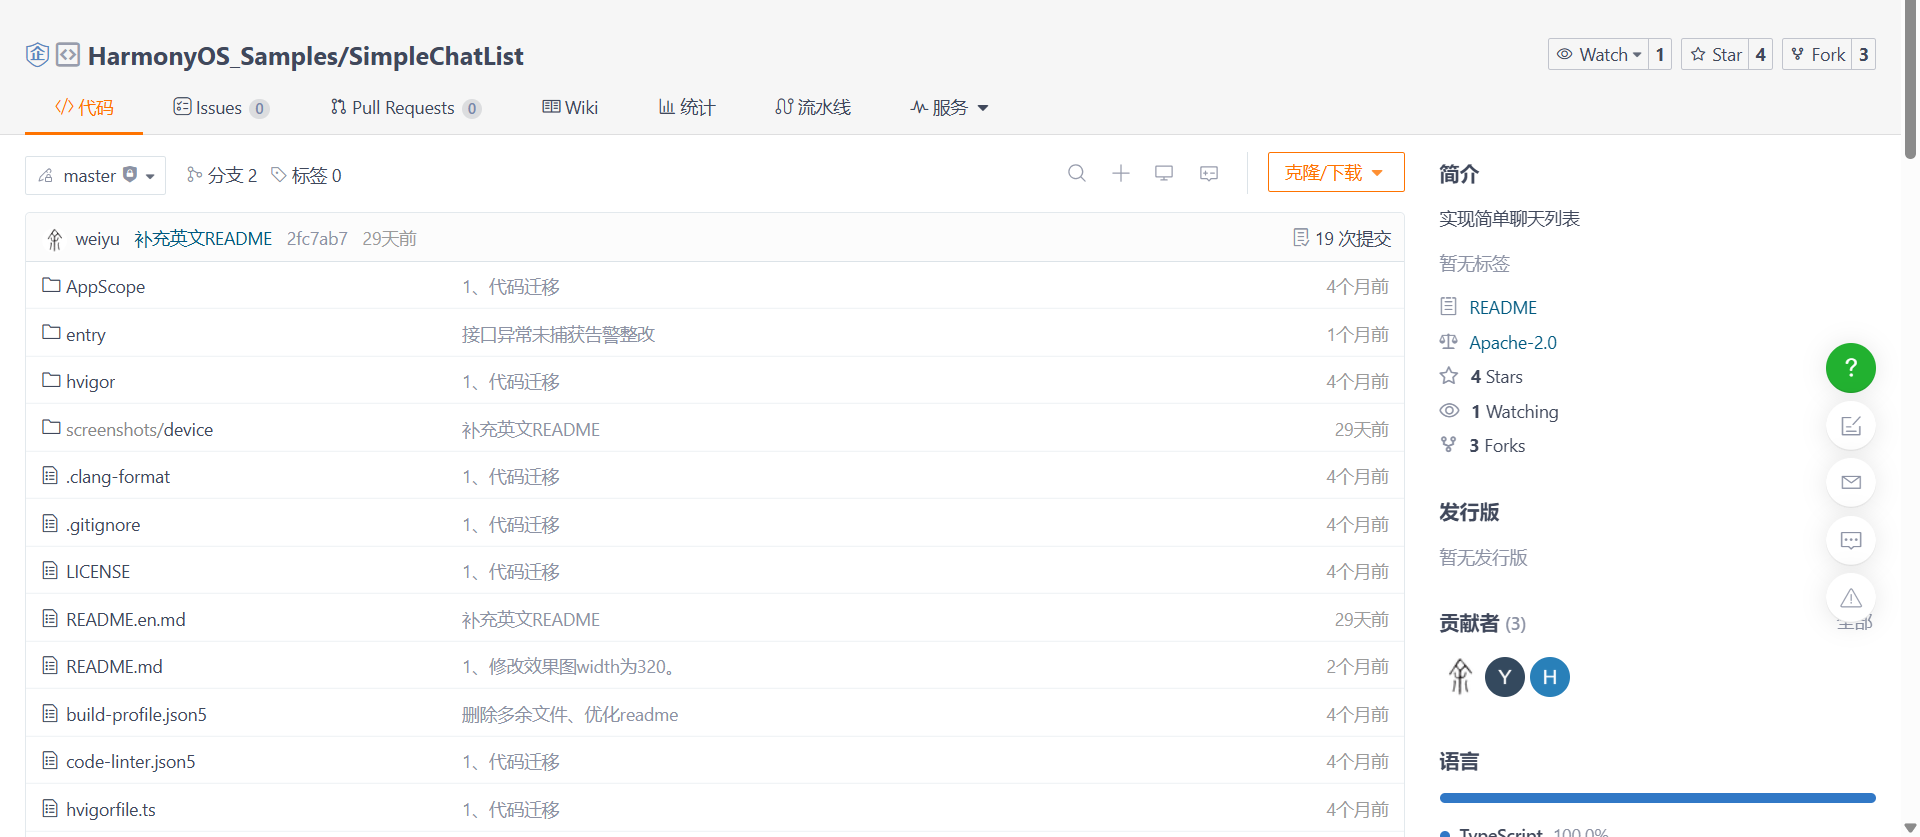 企 HarmonyOS_Samples/SimpleChatList
Watch 1 Star 4 Fork 3
代码 Issues 0 Pull Requests 0 Wiki 统计 流水线 服务
master 分支 2 标签 0
克隆/下载
weiyu 补充英文README 2fc7ab7 29天前 19 次提交
AppScope 1、代码迁移 4个月前
entry 接口异常未捕获告警整改 1个月前
hvigor 1、代码迁移 4个月前
screenshots/device 补充英文README 29天前
.clang-format 1、代码迁移 4个月前
.gitignore 1、代码迁移 4个月前
LICENSE 1、代码迁移 4个月前
README.en.md 补充英文README 29天前
README.md 1、修改效果图width为320。 2个月前
build-profile.json5 删除多余文件、优化readme 4个月前
code-linter.json5 1、代码迁移 4个月前
hvigorfile.ts 1、代码迁移 4个月前
简介
实现简单聊天列表
暂无标签
README
Apache-2.0
4 Stars
1 Watching
3 Forks
发行版
暂无发行版
贡献者 (3)
全部
Y H
语言
TypeScript 100.0%
?